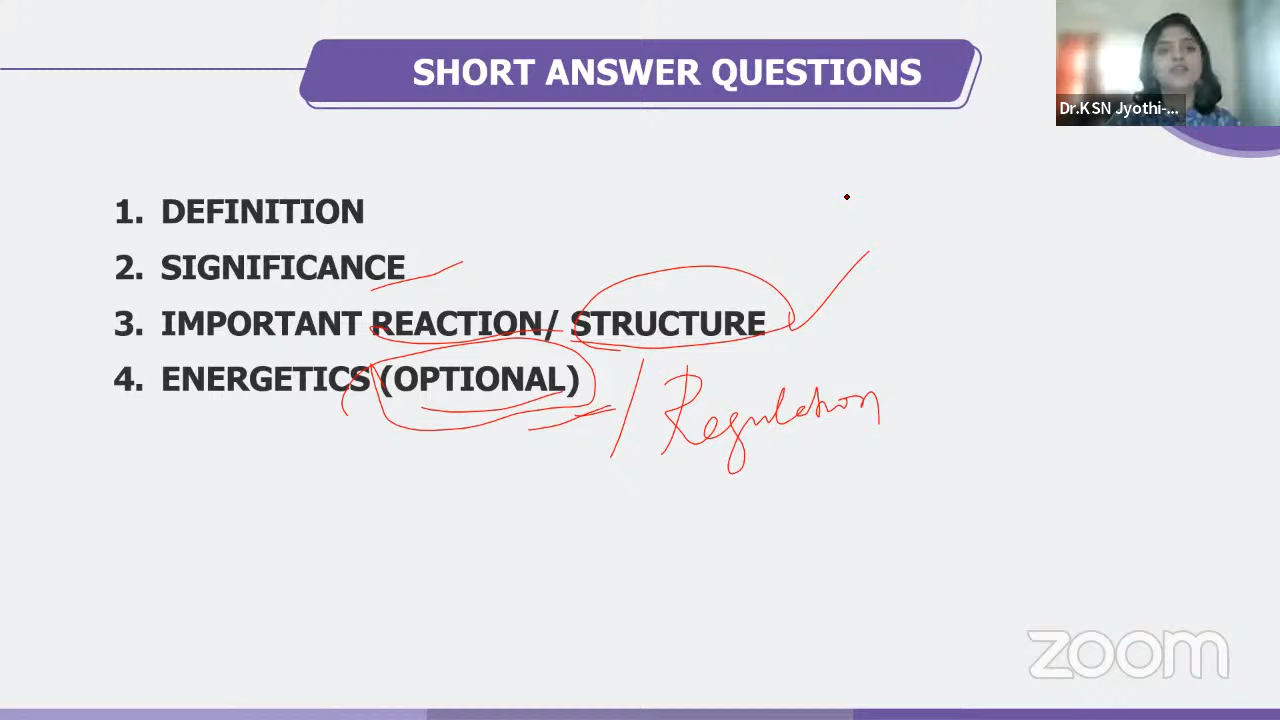 SHORT ANSWER QUESTIONS
Dr.KSN Jyothi-...
1. DEFINITION
2. SIGNIFICANCE
3. IMPORTANT REACTION/ STRUCTURE
4. ENERGETICS (OPTIONAL) / Regulation
zoom